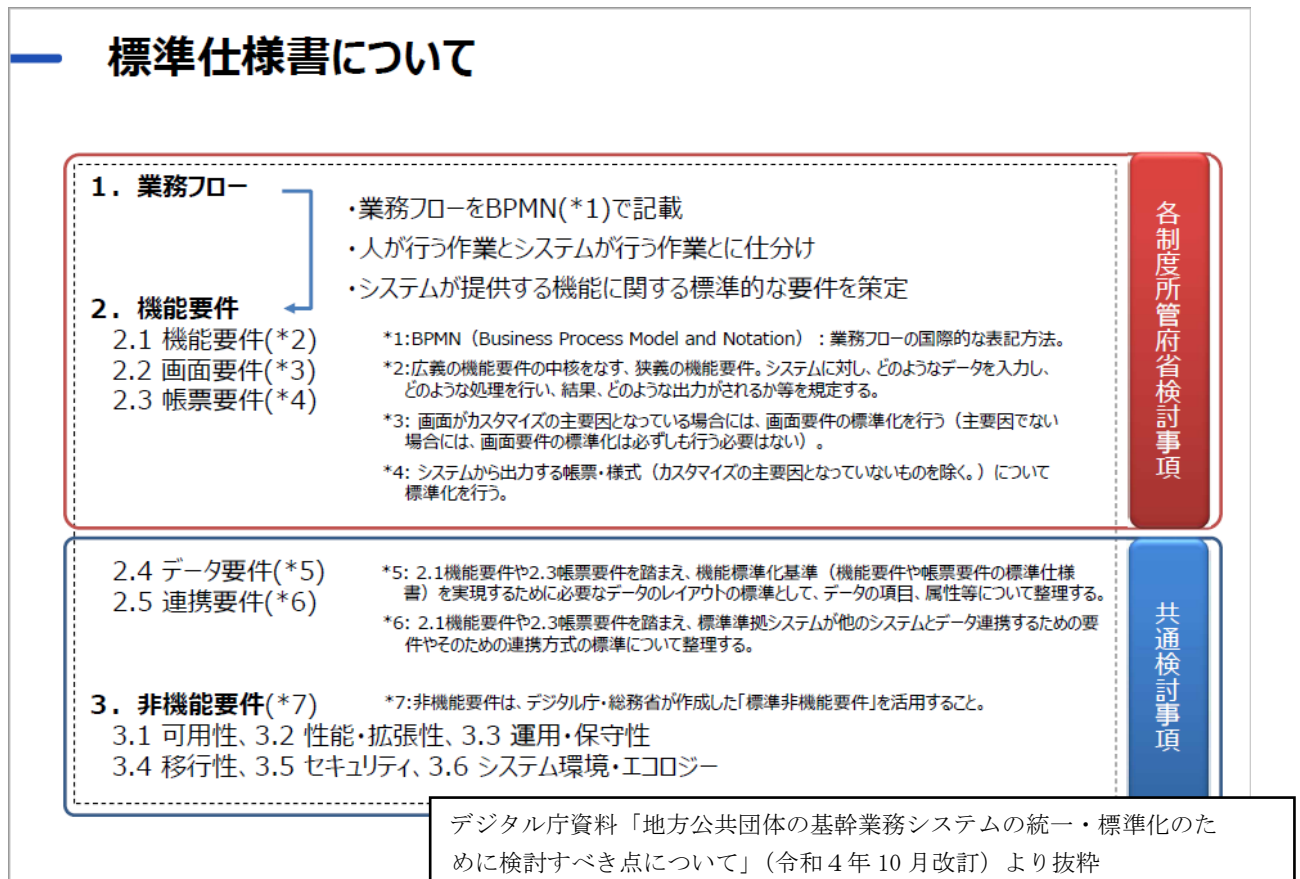 標準仕様書について
1．業務フロー
・業務フローをBPMN(*1)で記載
・人が行う作業とシステムが行う作業とに仕分け
・システムが提供する機能に関する標準的な要件を策定
2．機能要件
2.1 機能要件(*2)
2.2 画面要件(*3)
2.3 帳票要件(*4)
*1:BPMN（Business Process Model and Notation）：業務フローの国際的な表記方法。
*2:広義の機能要件の中核をなす、狭義の機能要件。システムに対し、どのようなデータを入力し、
どのような処理を行い、結果、どのような出力がされるか等を規定する。
*3: 画面がカスタマイズの主要因となっている場合には、画面要件の標準化を行う（主要因でない
場合には、画面要件の標準化は必ずしも行う必要はない）。
*4: システムから出力する帳票・様式（カスタマイズの主要因となっていないものを除く。）について
標準化を行う。
各制度所管府省検討事項
2.4 データ要件(*5)
2.5 連携要件(*6)
*5: 2.1機能要件や2.3帳票要件を踏まえ、機能標準化基準（機能要件や帳票要件の標準仕様
書）を実現するために必要なデータのレイアウトの標準として、データの項目、属性等について整理する。
*6: 2.1機能要件や2.3帳票要件を踏まえ、標準準拠システムが他のシステムとデータ連携するための要
件やそのための連携方式の標準について整理する。
3．非機能要件(*7)
*7:非機能要件は、デジタル庁・総務省が作成した「標準非機能要件」を活用すること。
3.1 可用性、3.2 性能・拡張性、3.3 運用・保守性
3.4 移行性、3.5 セキュリティ、3.6 システム環境・エコロジー
共通検討事項
デジタル庁資料「地方公共団体の基幹業務システムの統一・標準化のた
めに検討すべき点について」（令和４年 10 月改訂）より抜粋